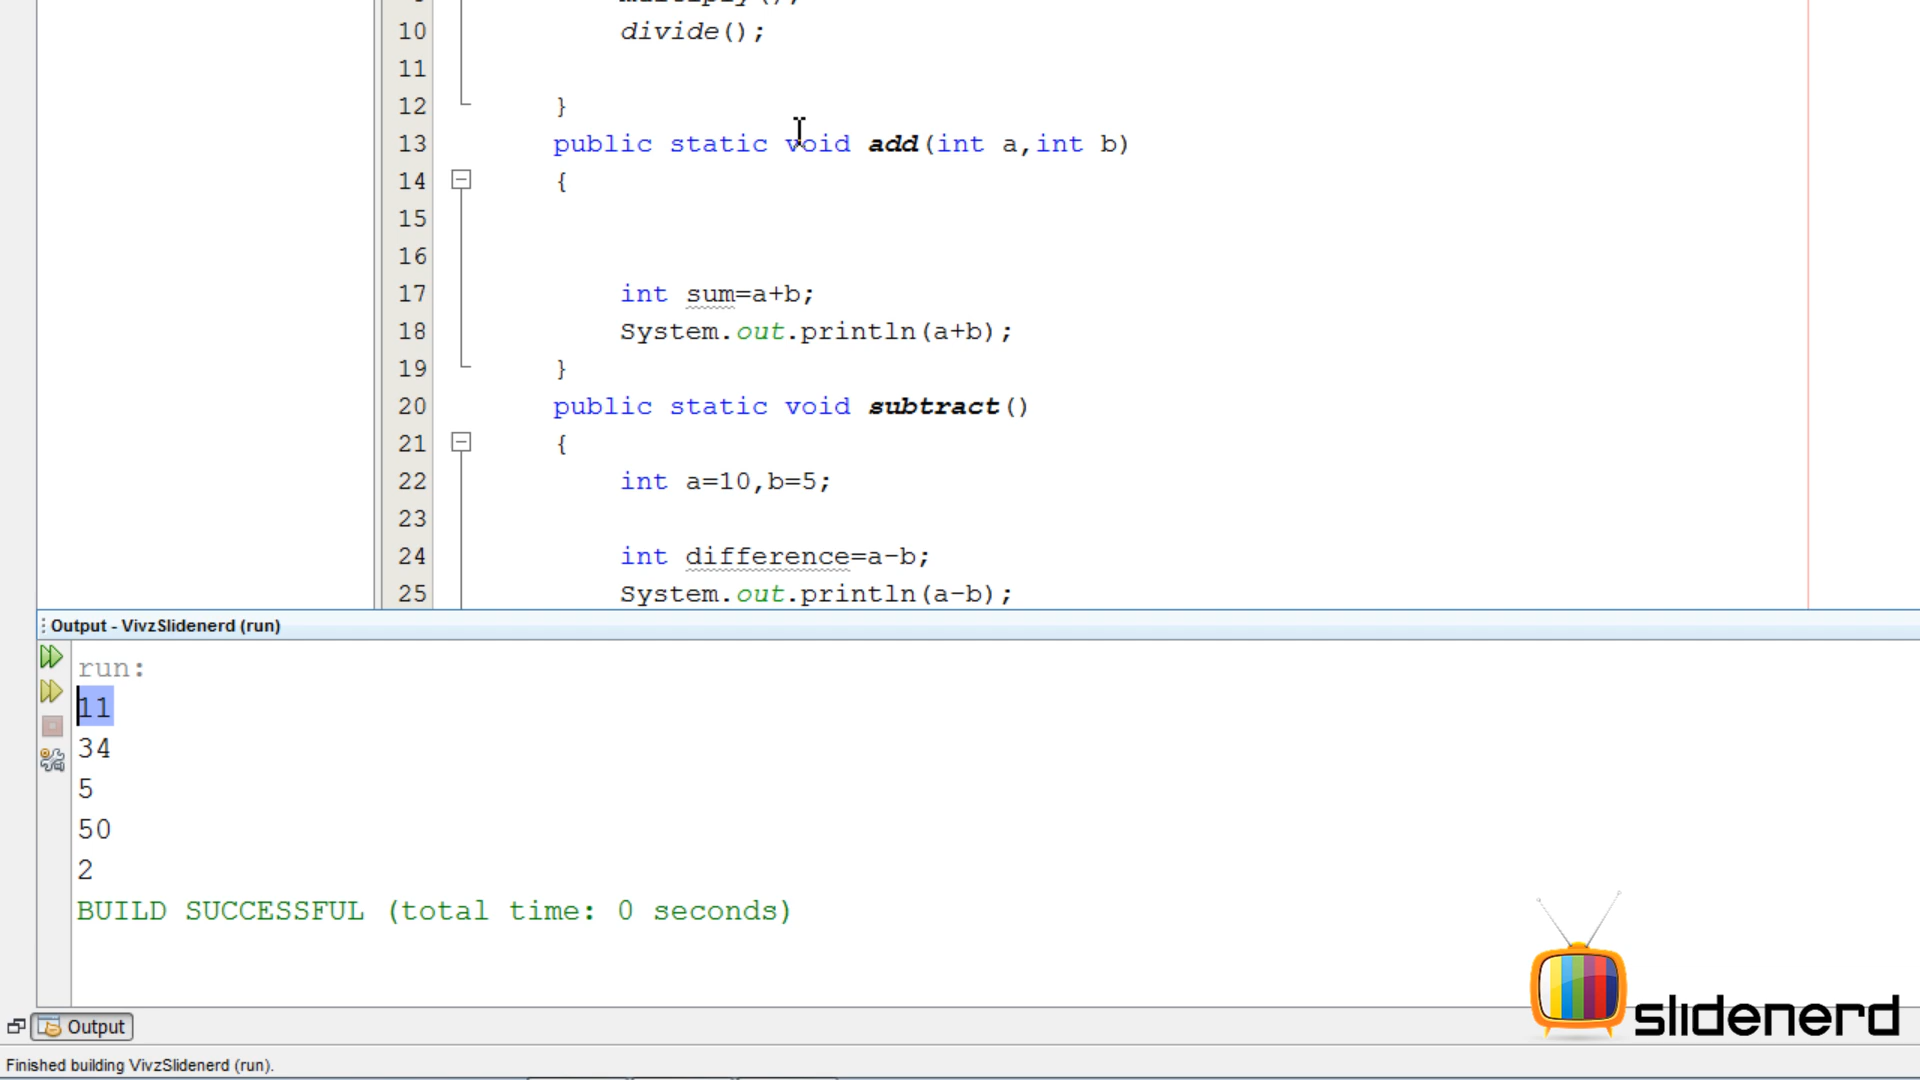 10 divide();
11
12 }
13 public static void add(int a,int b)
14 {
15
16
17 int sum=a+b;
18 System.out.println(a+b);
19 }
20 public static void subtract()
21 {
22 int a=10,b=5;
23
24 int difference=a-b;
25 System.out.println(a-b);
Output - VivzSlidenerd (run)
run:
11
34
5
50
2
BUILD SUCCESSFUL (total time: 0 seconds)
slidenerd
Output
Finished building VivzSlidenerd (run).